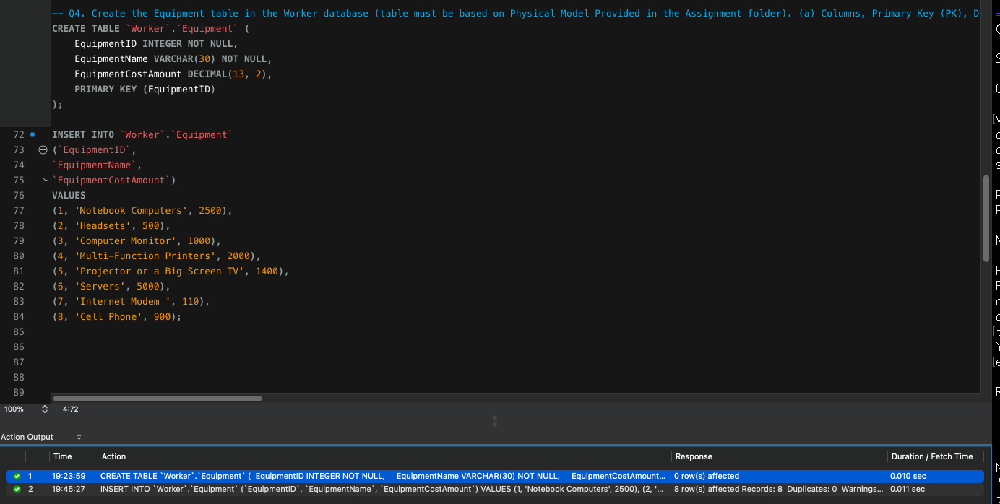 -- Q4. Create the Equipment table in the Worker database (table must be based on Physical Model Provided in the Assignment folder). (a) Columns, Primary Key (PK),
CREATE TABLE `Worker`.`Equipment` (
EquipmentID INTEGER NOT NULL,
EquipmentName VARCHAR(30) NOT NULL,
EquipmentCostAmount DECIMAL(13, 2),
PRIMARY KEY (EquipmentID)
);
72 INSERT INTO `Worker`.`Equipment`
73 (`EquipmentID`,
74 `EquipmentName`,
75 `EquipmentCostAmount`)
76 VALUES
77 (1, 'Notebook Computers', 2500),
78 (2, 'Headsets', 500),
79 (3, 'Computer Monitor', 1000),
80 (4, 'Multi-Function Printers', 2000),
81 (5, 'Projector or a Big Screen TV', 1400),
82 (6, 'Servers', 5000),
83 (7, 'Internet Modem ', 110),
84 (8, 'Cell Phone', 900);
85
86
87
88
89
100% 4:72
Action Output
Time Action Response Duration / Fetch Time
1 19:23:59 CREATE TABLE `Worker`.`Equipment` ( EquipmentID INTEGER NOT NULL, EquipmentName VARCHAR(30) NOT NULL, EquipmentCostAmount... 0 row(s) affected 0.010 sec
2 19:45:27 INSERT INTO `Worker`.`Equipment` (`EquipmentID`, `EquipmentName`, `EquipmentCostAmount`) VALUES (1, 'Notebook Computers', 2500), (2, '... 8 row(s) affected Records: 8 Duplicates: 0 Warnings... 0.011 sec